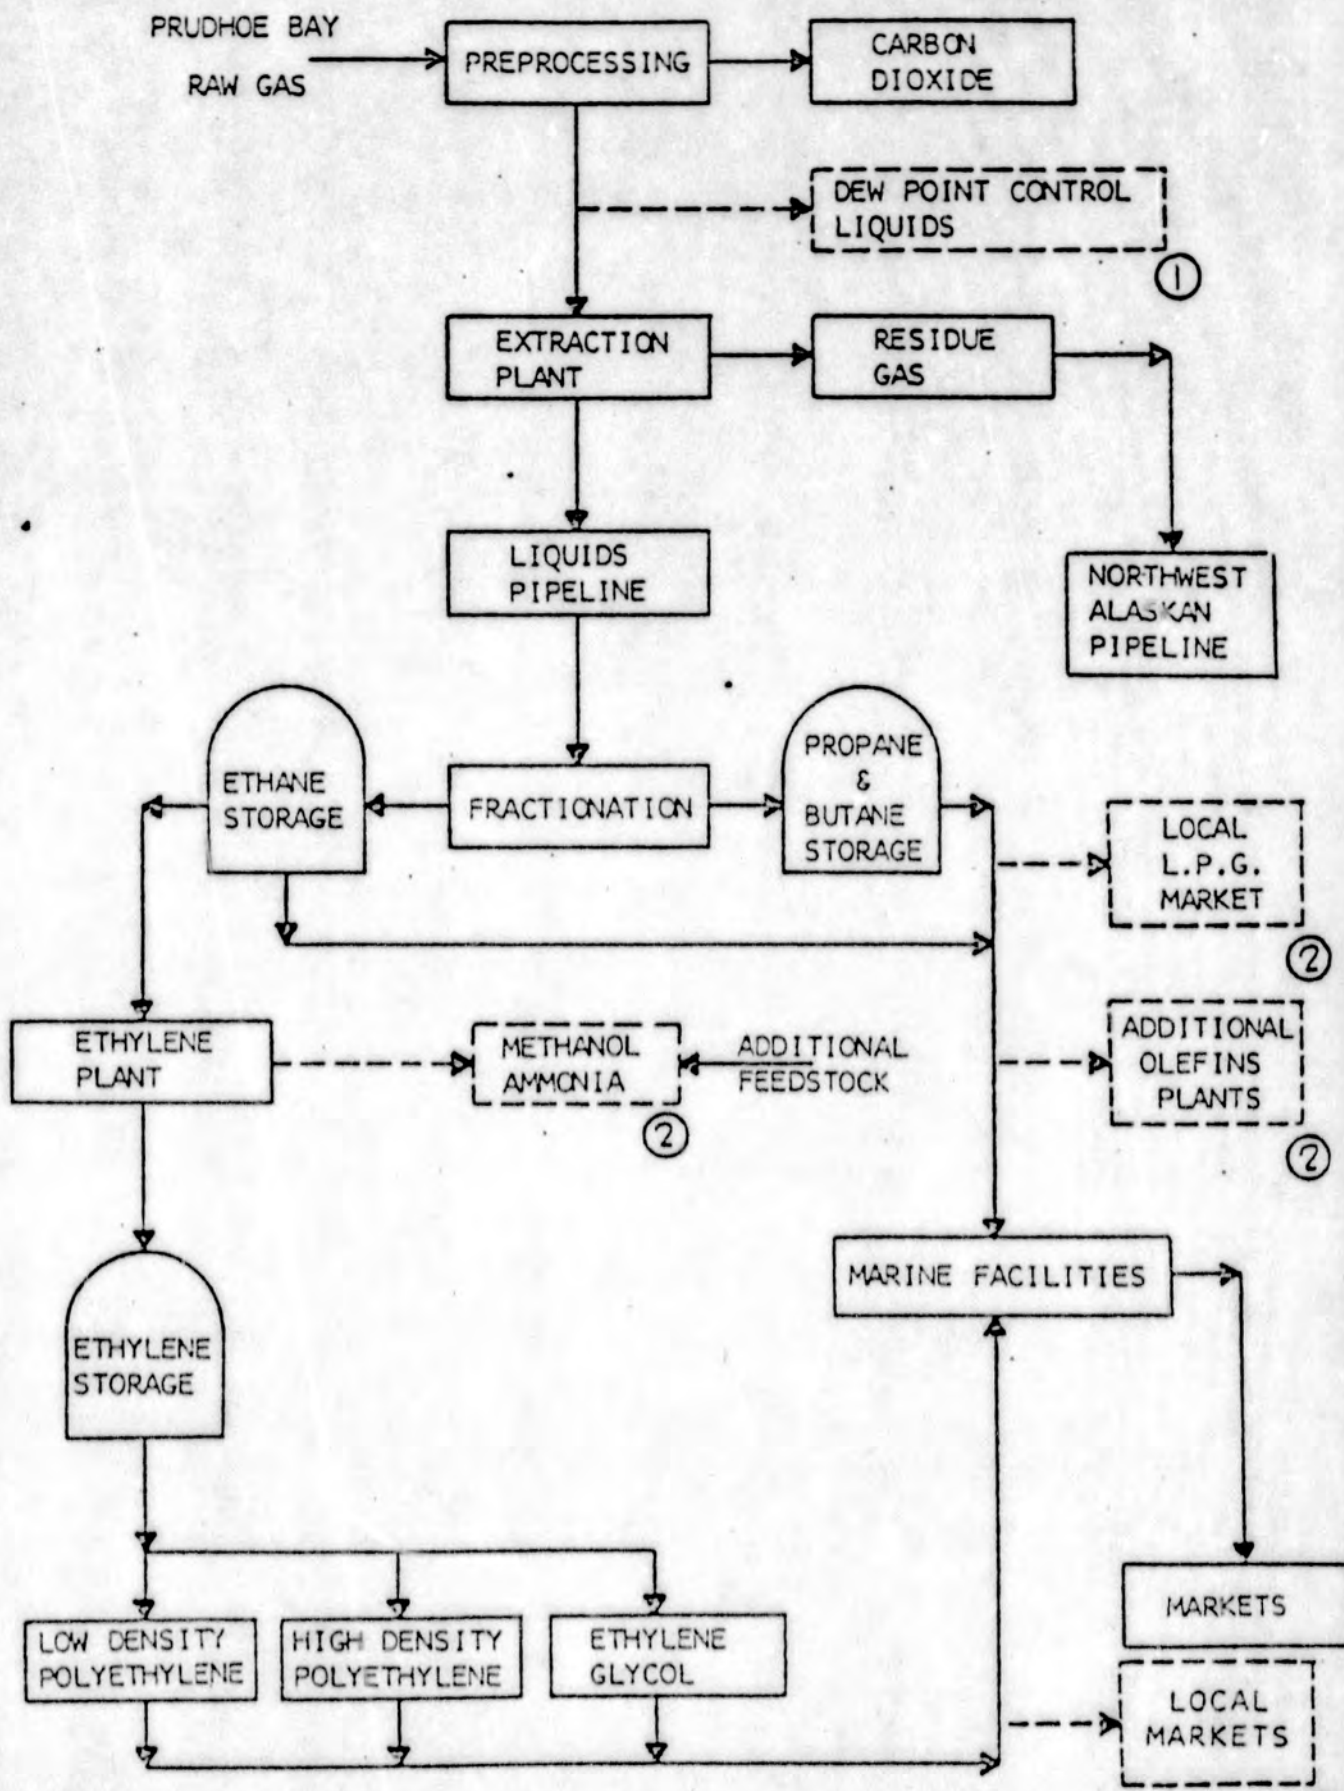 PRUDHOE BAY
RAW GAS
PREPROCESSING
CARBON
DIOXIDE
DEW POINT CONTROL
LIQUIDS
1
EXTRACTION
PLANT
RESIDUE
GAS
LIQUIDS
PIPELINE
NORTHWEST
ALASKAN
PIPELINE
ETHANE
STORAGE
FRACTIONATION
PROPANE
&
BUTANE
STORAGE
LOCAL
L.P.G.
MARKET
2
ETHYLENE
PLANT
METHANOL
AMMONIA
2
ADDITIONAL
FEEDSTOCK
ADDITIONAL
OLEFINS
PLANTS
2
MARINE FACILITIES
ETHYLENE
STORAGE
LOW DENSITY
POLYETHYLENE
HIGH DENSITY
POLYETHYLENE
ETHYLENE
GLYCOL
MARKETS
LOCAL
MARKETS